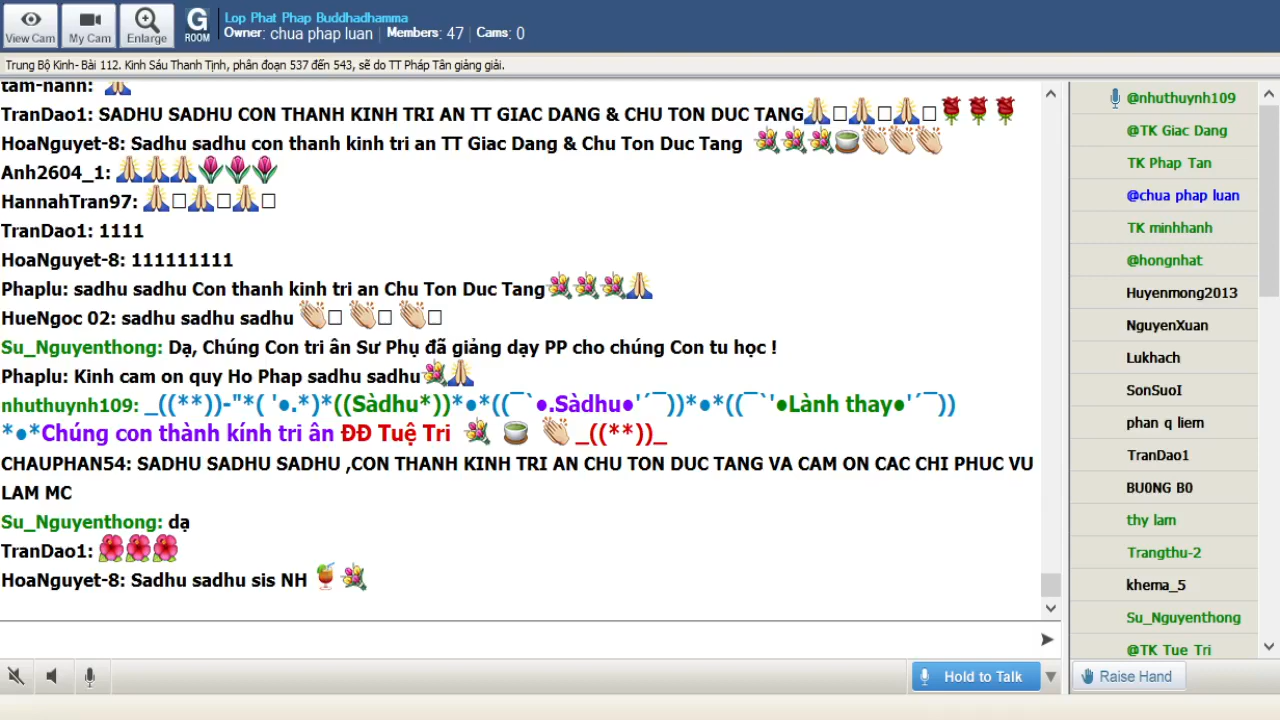 View Cam
My Cam
Enlarge
G
ROOM
Lop Phat Phap Buddhadhamma
Owner: chua phap luan | Members: 47 | Cams: 0
Trung Bộ Kinh- Bài 112. Kinh Sáu Thanh Tịnh, phân đoạn 537 đến 543, sẽ do TT Pháp Tân giảng giải.
tam-hanh:
TranDao1: SADHU SADHU CON THANH KINH TRI AN TT GIAC DANG & CHU TON DUC TANG🙏□🙏□🙏□🌹🌹🌹
HoaNguyet-8: Sadhu sadhu con thanh kinh tri an TT Giac Dang & Chu Ton Duc Tang 💐💐💐🍵👏👏👏
Anh2604_1: 🙏🙏🙏🌷🌷🌷
HannahTran97: 🙏□🙏□🙏□
TranDao1: 1111
HoaNguyet-8: 111111111
Phaplu: sadhu sadhu Con thanh kinh tri an Chu Ton Duc Tang💐💐💐🙏
HueNgoc 02: sadhu sadhu sadhu 👏□ 👏□ 👏□
Su_Nguyenthong: Dạ, Chúng Con tri ân Sư Phụ đã giảng dạy PP cho chúng Con tu học !
Phaplu: Kinh cam on quy Ho Phap sadhu sadhu💐🙏
nhuthuynh109: _((**))-"*( '●.*)*((Sàdhu*))*●*((¯`●.Sàdhu●'´¯))*●*((¯`'●Lành thay●'´¯))
*●*Chúng con thành kính tri ân ĐĐ Tuệ Tri 💐 🍵 👏 _((**))_
CHAUPHAN54: SADHU SADHU SADHU ,CON THANH KINH TRI AN CHU TON DUC TANG VA CAM ON CAC CHI PHUC VU
LAM MC
Su_Nguyenthong: dạ
TranDao1: 🌺🌺🌺
HoaNguyet-8: Sadhu sadhu sis NH 🍹💐
Hold to Talk
@nhuthuynh109
@TK Giac Dang
TK Phap Tan
@chua phap luan
TK minhhanh
@hongnhat
Huyenmong2013
NguyenXuan
Lukhach
SonSuoI
phan q liem
TranDao1
BU0NG B0
thy lam
Trangthu-2
khema_5
Su_Nguyenthong
@TK Tue Tri
Raise Hand